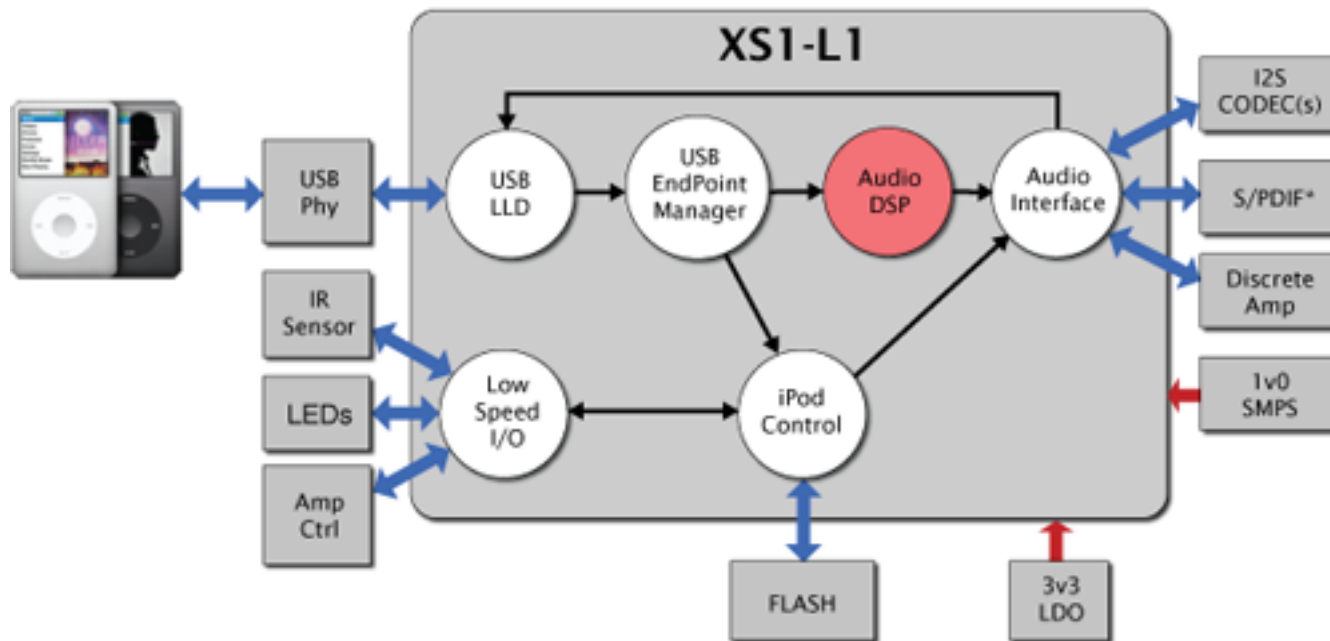 XS1-L1
I2S
CODEC(s)
USB
Phy
USB
LLD
USB
EndPoint
Manager
Audio
DSP
Audio
Interface
S/PDIF*
Discrete
Amp
IR
Sensor
LEDs
Amp
Ctrl
Low
Speed
I/O
iPod
Control
1v0
SMPS
FLASH
3v3
LDO